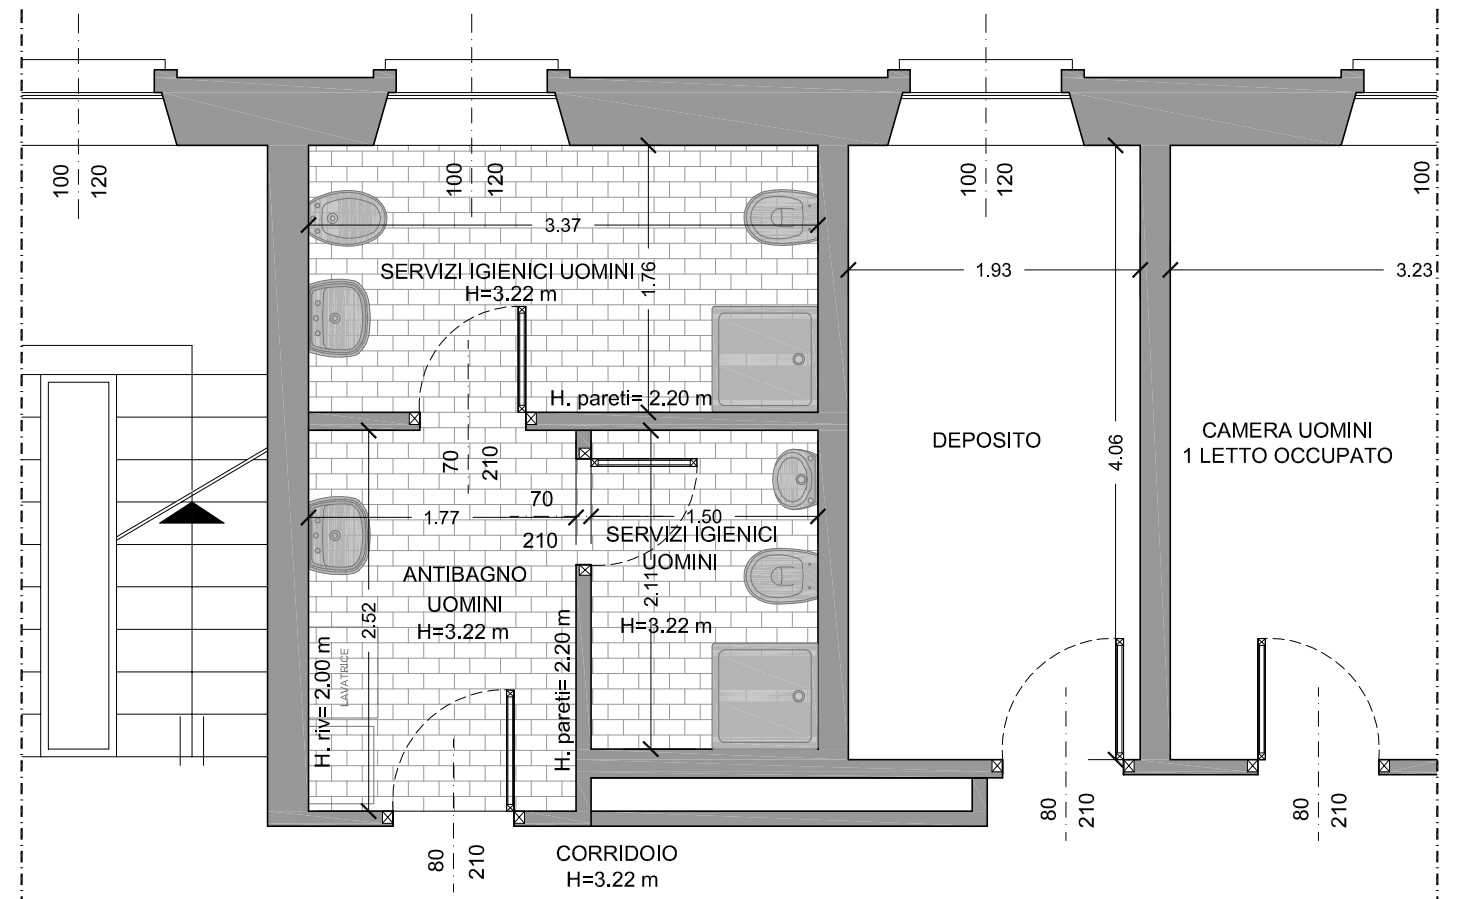 100
120
100
120
100
120
100
3.37
SERVIZI IGIENICI UOMINI
H=3.22 m
1.76
1.93
3.23
H. pareti= 2.20 m
70
210
70
210
1.77
1.50
SERVIZI IGIENICI
UOMINI
2.11
H=3.22 m
ANTIBAGNO
UOMINI
H=3.22 m
2.52
H. riv= 2.00 m
LAVATRICE
H. pareti= 2.20 m
DEPOSITO
4.06
CAMERA UOMINI
1 LETTO OCCUPATO
80
210
80
210
80
210
CORRIDOIO
H=3.22 m